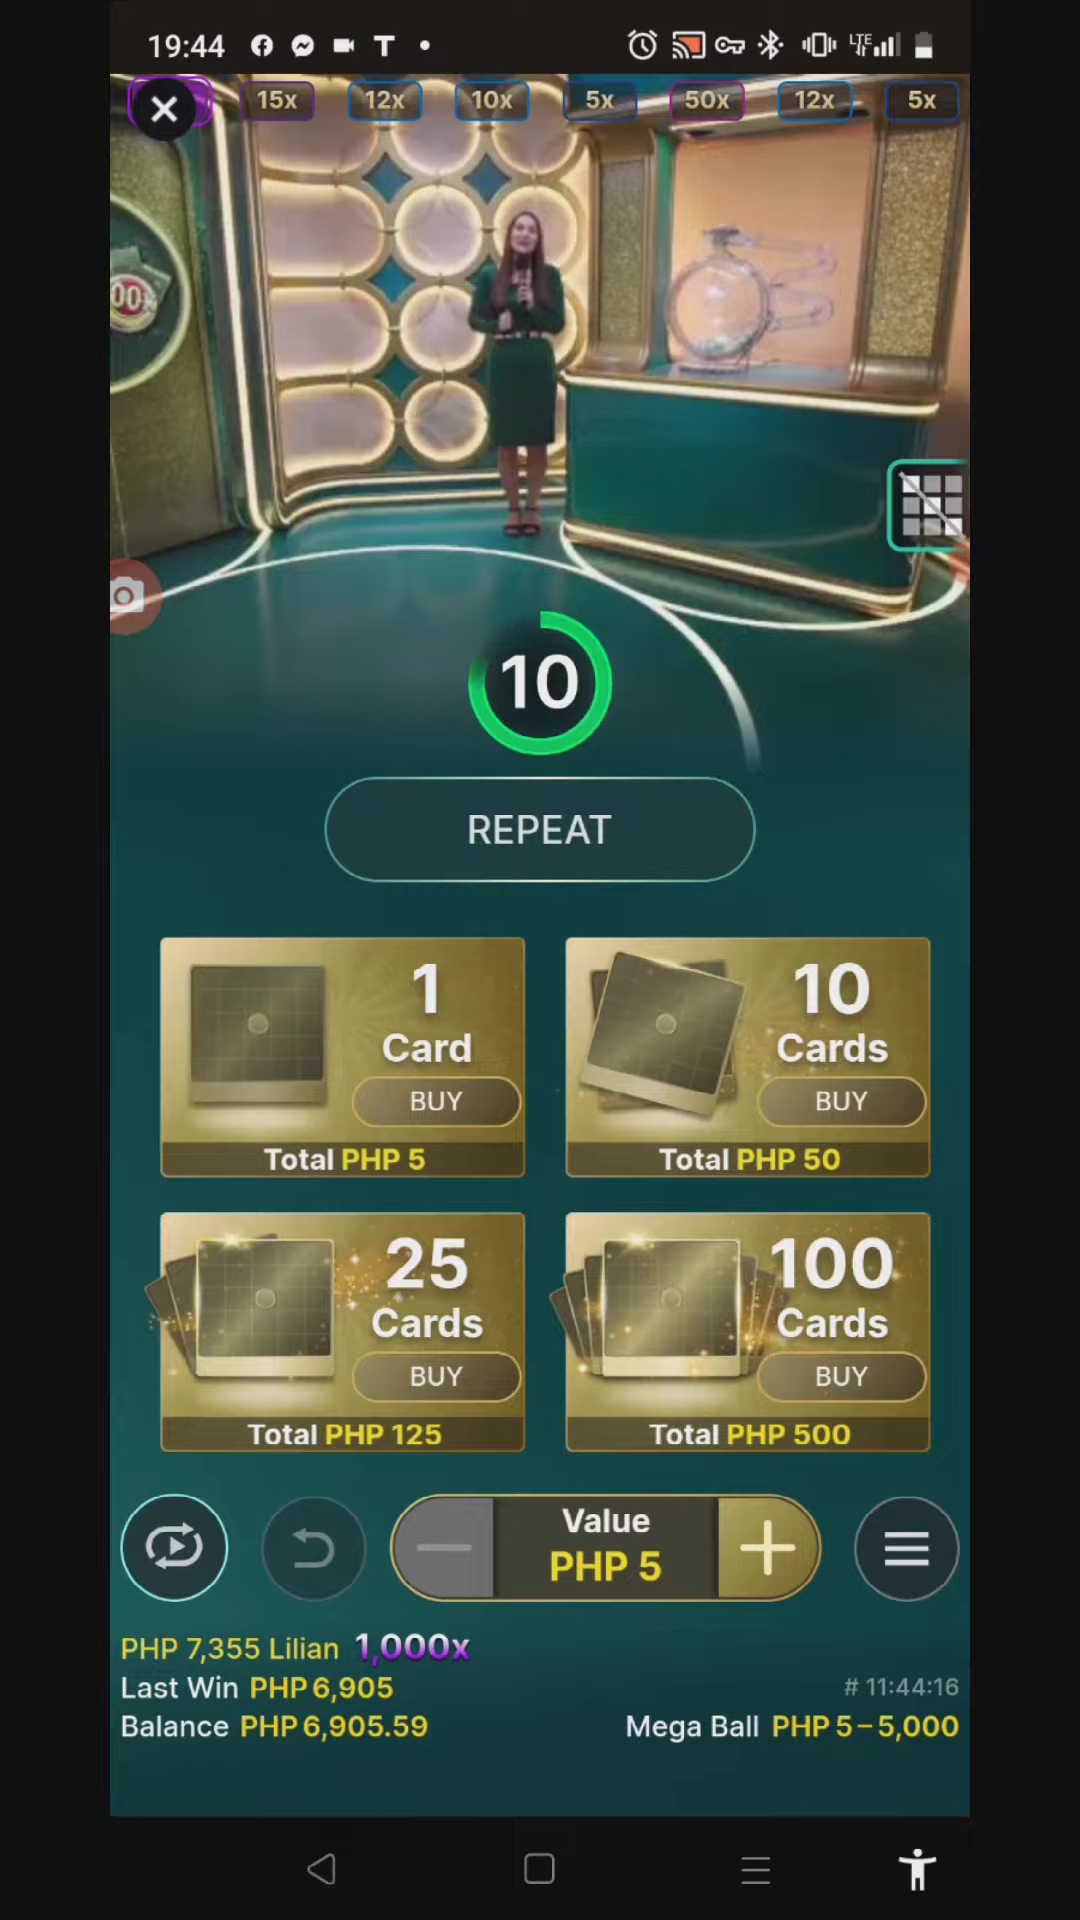 19:44 T LTE
15x 12x 10x 5x 50x 12x 5x
00x
10
REPEAT
1
Card
BUY
Total PHP 5
10
Cards
BUY
Total PHP 50
25
Cards
BUY
Total PHP 125
100
Cards
BUY
Total PHP 500
Value
PHP 5
PHP 7,355 Lilian 1,000x
Last Win PHP 6,905
# 11:44:16
Balance PHP 6,905.59
Mega Ball PHP 5–5,000